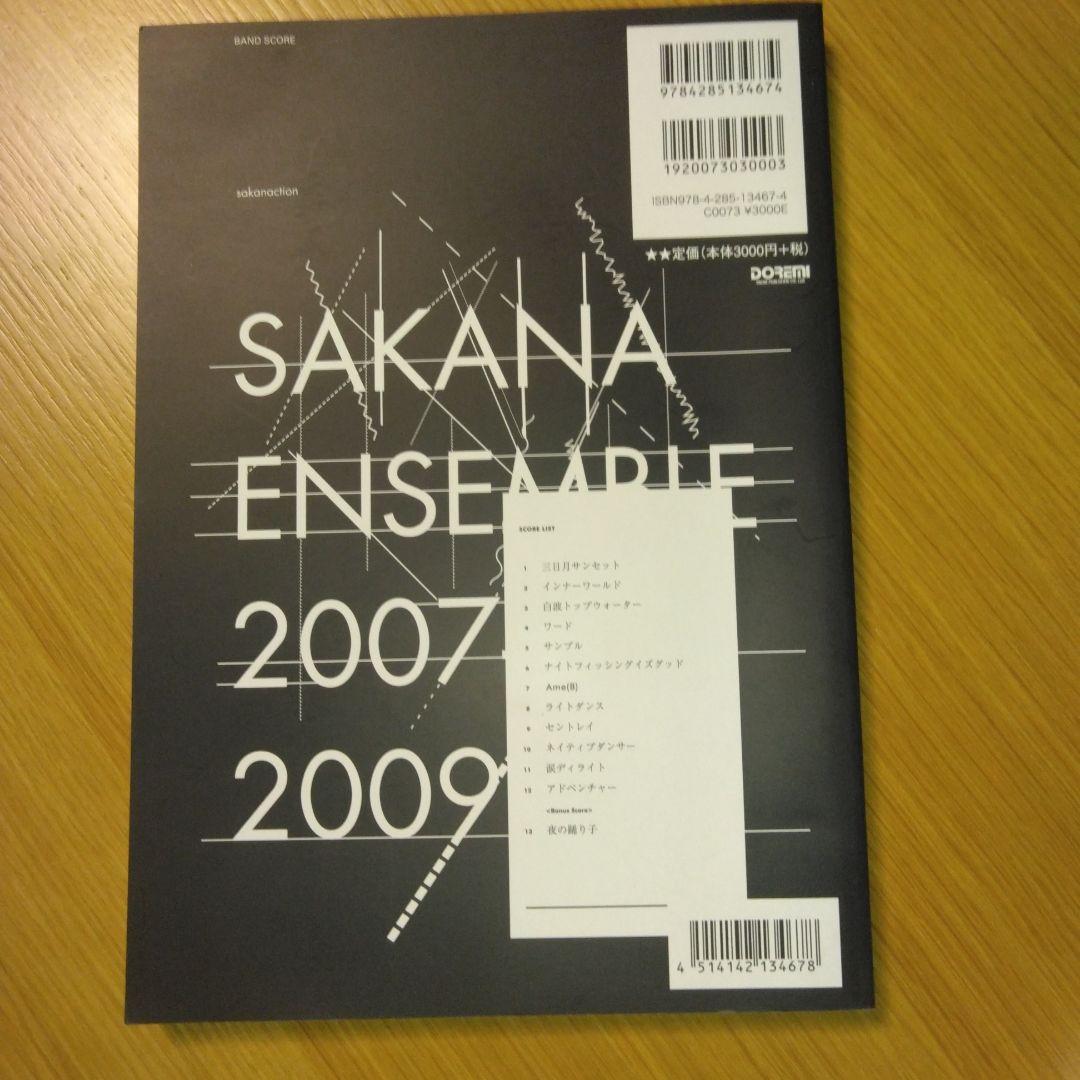 BAND SCORE
9784285134674
1920073030003
ISBN978-4-285-13467-4
C0073 ¥3000E
★★定価(本体3000円+税)
DOREMI
sakanaction
SAKANA
ENSEMBLE
2007
2009
SCORE LIST
1 三日月サンセット
2 インナーワールド
3 白波トップウォーター
4 ワード
5 サンプル
6 ナイトフィッシングイズグッド
7 Ame(B)
8 ライトダンス
9 セントレイ
10 ネイティブダンサー
11 涙ディライト
12 アドベンチャー
<Bonus Score>
13 夜の踊り子
4 514142 134678